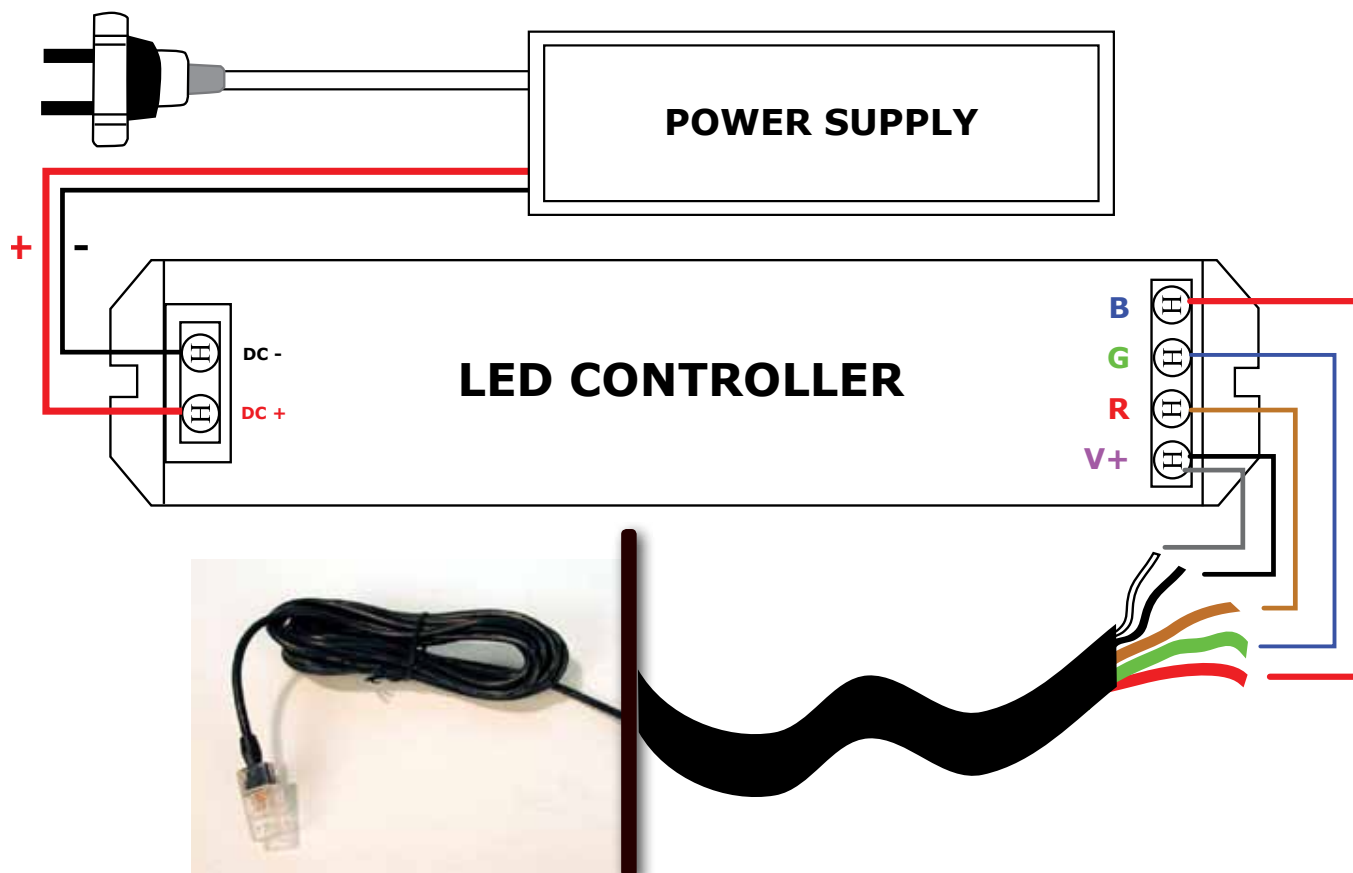 POWER SUPPLY
+
-
B
DC -
G
LED CONTROLLER
DC +
R
V+